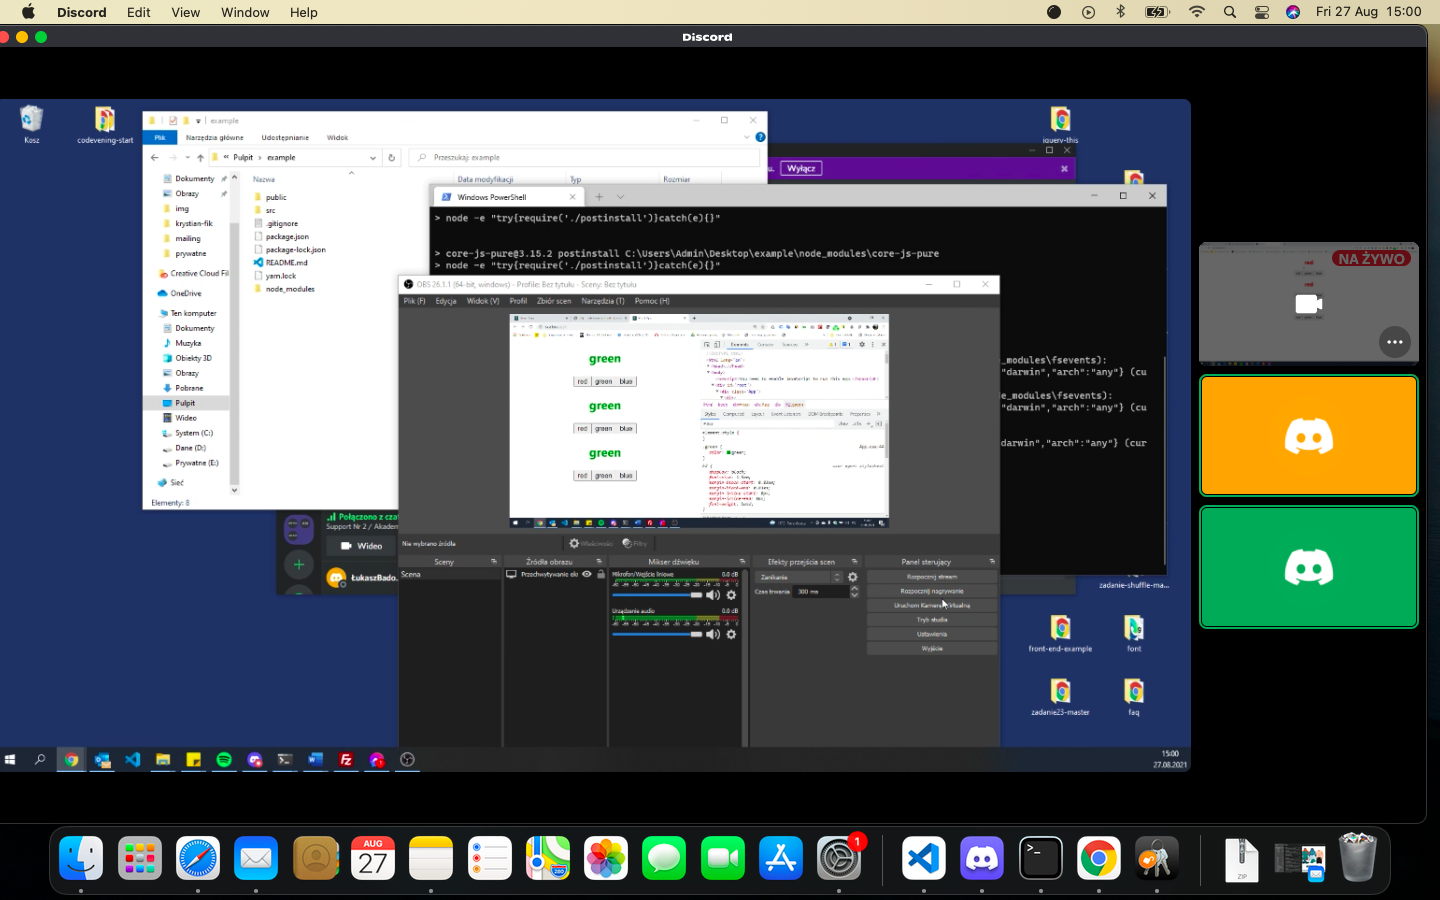 Discord Edit View Window Help
Fri 27 Aug 15:00
Discord
Kosz
codevening-start
example
Plik Narzędzia główne Udostępnianie Widok
Pulpit > example
Przeszukaj: example
Nazwa Data modyfikacji Typ Rozmiar
Dokumenty
Obrazy
img
krystian-fik
mailing
prywatne
Creative Cloud Fil
OneDrive
Ten komputer
Dokumenty
Muzyka
Obiekty 3D
Obrazy
Pobrane
Pulpit
Wideo
System (C:)
Dane (D:)
Prywatne (E:)
Sieć
public
src
.gitignore
package.json
package-lock.json
README.md
yarn.lock
node_modules
Elementy: 8
jquery-this
Wyłącz
Windows PowerShell
> node -e "try{require('./postinstall')}catch(e){}"
> core-js-pure@3.15.2 postinstall C:\Users\Admin\Desktop\example\node_modules\core-js-pure
> node -e "try{require('./postinstall')}catch(e){}"
_modules\fsevents):
"darwin","arch":"any"} (cu
e_modules\fsevents):
"darwin","arch":"any"} (cu
darwin","arch":"any"} (cur
OBS 26.1.1 (64-bit, windows) - Profile: Bez tytułu - Sceny: Bez tytułu
Plik (F) Edycja Widok (V) Profil Zbiór scen Narzędzia (T) Pomoc (H)
green
red green blue
green
red green blue
green
red green blue
Nie wybrano źródła
Właściwości Filtry
Sceny Źródła obrazu Mikser dźwięku Efekty przejścia scen Panel sterujący
Scena
Przechwytywanie ek
Mikrofon/Wejście liniowe 0.0 dB
Urządzenie audio 0.0 dB
Zanikanie
Czas trwania 300 ms
Rozpocznij stream
Rozpocznij nagrywanie
Uruchom Kamerę Wirtualną
Tryb studia
Ustawienia
Wyjście
Połączono z cza
Support Nr 2 / Akadem
Wideo
ŁukaszBado...
zadanie-shuffle-ma...
front-end-example
font
zadanie23-master
faq
15:00
27.08.2021
NA ŻYWO
red
red
AUG
27
1
280
>_
ZIP